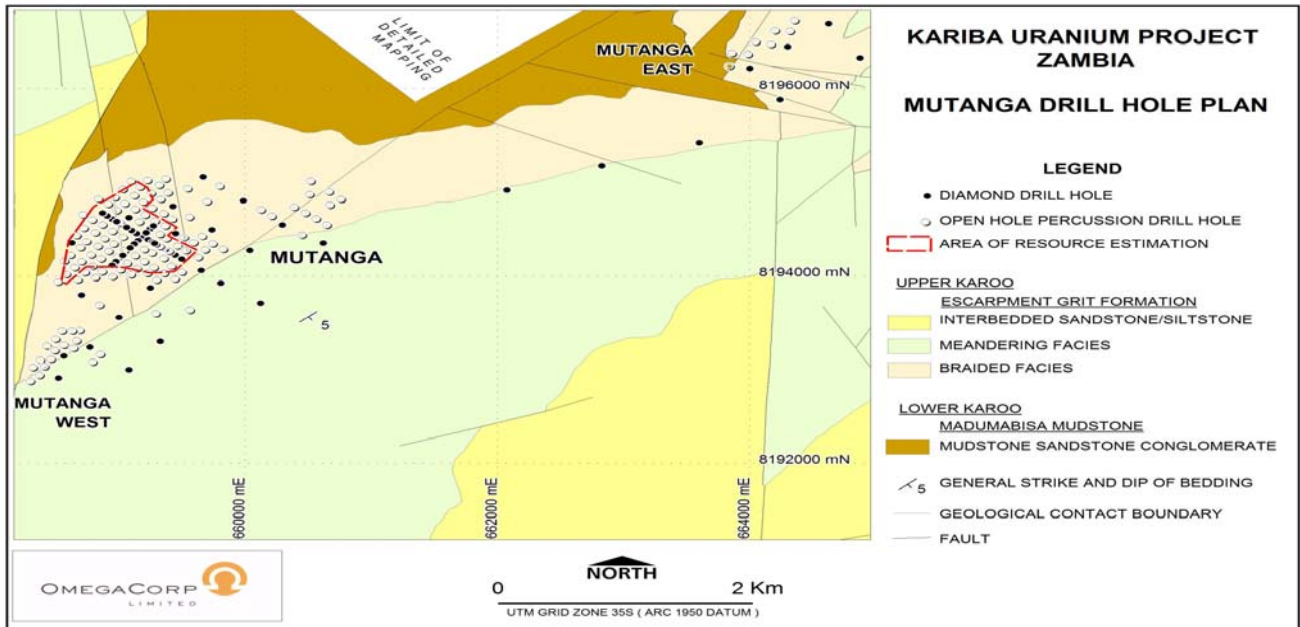 LIMIT OF
DETAILED
MAPPING
MUTANGA
EAST
8196000 mN
MUTANGA
8194000 mN
5
MUTANGA
WEST
8192000 mN
660000 mE
662000 mE
664000 mE
KARIBA URANIUM PROJECT
ZAMBIA
MUTANGA DRILL HOLE PLAN
LEGEND
DIAMOND DRILL HOLE
OPEN HOLE PERCUSSION DRILL HOLE
AREA OF RESOURCE ESTIMATION
UPPER KAROO
ESCARPMENT GRIT FORMATION
INTERBEDDED SANDSTONE/SILTSTONE
MEANDERING FACIES
BRAIDED FACIES
LOWER KAROO
MADUMABISA MUDSTONE
MUDSTONE SANDSTONE CONGLOMERATE
5 GENERAL STRIKE AND DIP OF BEDDING
GEOLOGICAL CONTACT BOUNDARY
FAULT
OMEGACORP
LIMITED
NORTH
0 2 Km
UTM GRID ZONE 35S ( ARC 1950 DATUM )